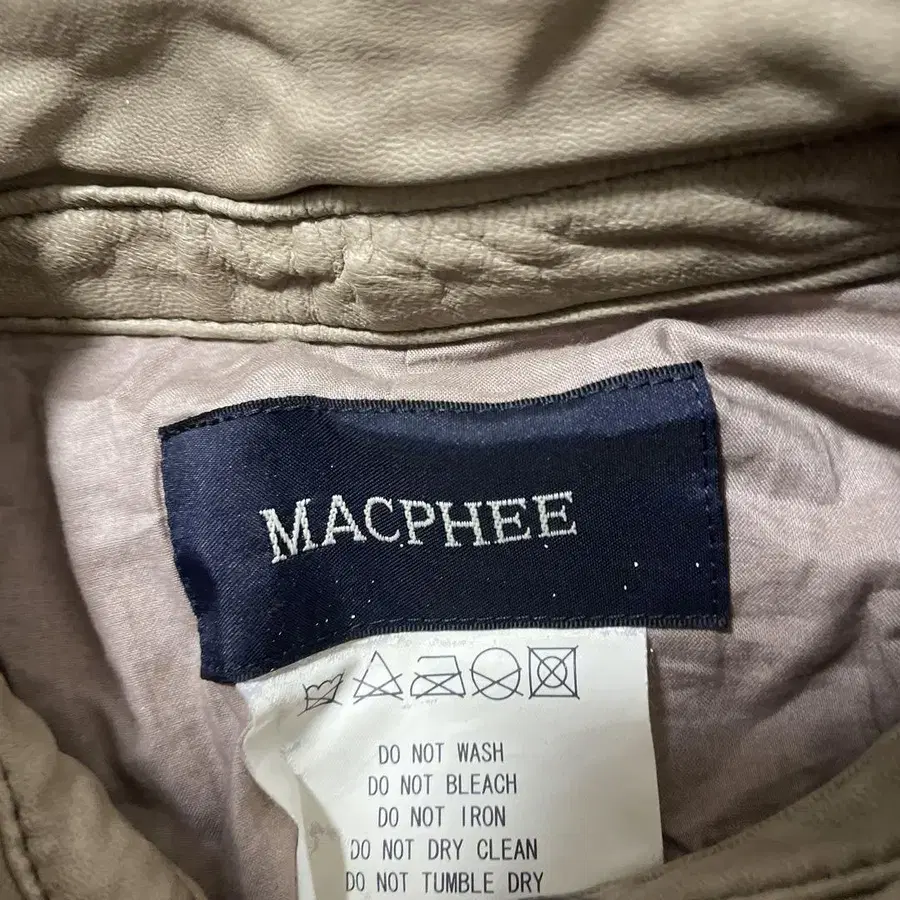 MACPHEE
DO NOT WASH
DO NOT BLEACH
DO NOT IRON
DO NOT DRY CLEAN
DO NOT TUMBLE DRY